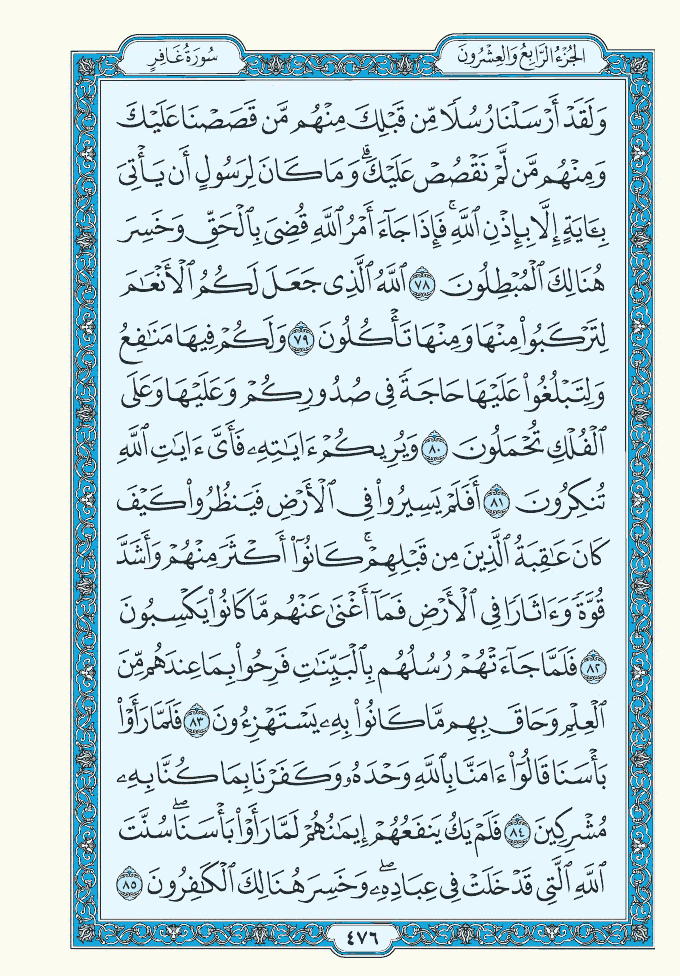 الجُزْءُ الرَّابِعُ وَالعِشْرُونَ
سُورَةُ غَافِرٍ
وَلَقَدْ أَرْسَلْنَا رُسُلًا مِّن قَبْلِكَ مِنْهُم مَّن قَصَصْنَا عَلَيْكَ
وَمِنْهُم مَّن لَّمْ نَقْصُصْ عَلَيْكَۗ وَمَا كَانَ لِرَسُولٍ أَن يَأْتِىَ
بِـَٔايَةٍ إِلَّا بِإِذْنِ ٱللَّهِۚ فَإِذَا جَآءَ أَمْرُ ٱللَّهِ قُضِىَ بِٱلْحَقِّ وَخَسِرَ
هُنَالِكَ ٱلْمُبْطِلُونَ ٧٨ ٱللَّهُ ٱلَّذِى جَعَلَ لَكُمُ ٱلْأَنْعَٰمَ
لِتَرْكَبُوا۟ مِنْهَا وَمِنْهَا تَأْكُلُونَ ٧٩ وَلَكُمْ فِيهَا مَنَٰفِعُ
وَلِتَبْلُغُوا۟ عَلَيْهَا حَاجَةً فِى صُدُورِكُمْ وَعَلَيْهَا وَعَلَى
ٱلْفُلْكِ تُحْمَلُونَ ٨٠ وَيُرِيكُمْ ءَايَٰتِهِۦ فَأَىَّ ءَايَٰتِ ٱللَّهِ
تُنكِرُونَ ٨١ أَفَلَمْ يَسِيرُوا۟ فِى ٱلْأَرْضِ فَيَنظُرُوا۟ كَيْفَ
كَانَ عَٰقِبَةُ ٱلَّذِينَ مِن قَبْلِهِمْۚ كَانُوٓا۟ أَكْثَرَ مِنْهُمْ وَأَشَدَّ
قُوَّةً وَءَاثَارًا فِى ٱلْأَرْضِ فَمَآ أَغْنَىٰ عَنْهُم مَّا كَانُوا۟ يَكْسِبُونَ
٨٢ فَلَمَّا جَآءَتْهُمْ رُسُلُهُم بِٱلْبَيِّنَٰتِ فَرِحُوا۟ بِمَا عِندَهُم مِّنَ
ٱلْعِلْمِ وَحَاقَ بِهِم مَّا كَانُوا۟ بِهِۦ يَسْتَهْزِءُونَ ٨٣ فَلَمَّا رَأَوْا۟
بَأْسَنَا قَالُوٓا۟ ءَامَنَّا بِٱللَّهِ وَحْدَهُۥ وَكَفَرْنَا بِمَا كُنَّا بِهِۦ
مُشْرِكِينَ ٨٤ فَلَمْ يَكُ يَنفَعُهُمْ إِيمَٰنُهُمْ لَمَّا رَأَوْا۟ بَأْسَنَاۖ سُنَّتَ
ٱللَّهِ ٱلَّتِى قَدْ خَلَتْ فِى عِبَادِهِۦۖ وَخَسِرَ هُنَالِكَ ٱلْكَٰفِرُونَ ٨٥
٤٧٦